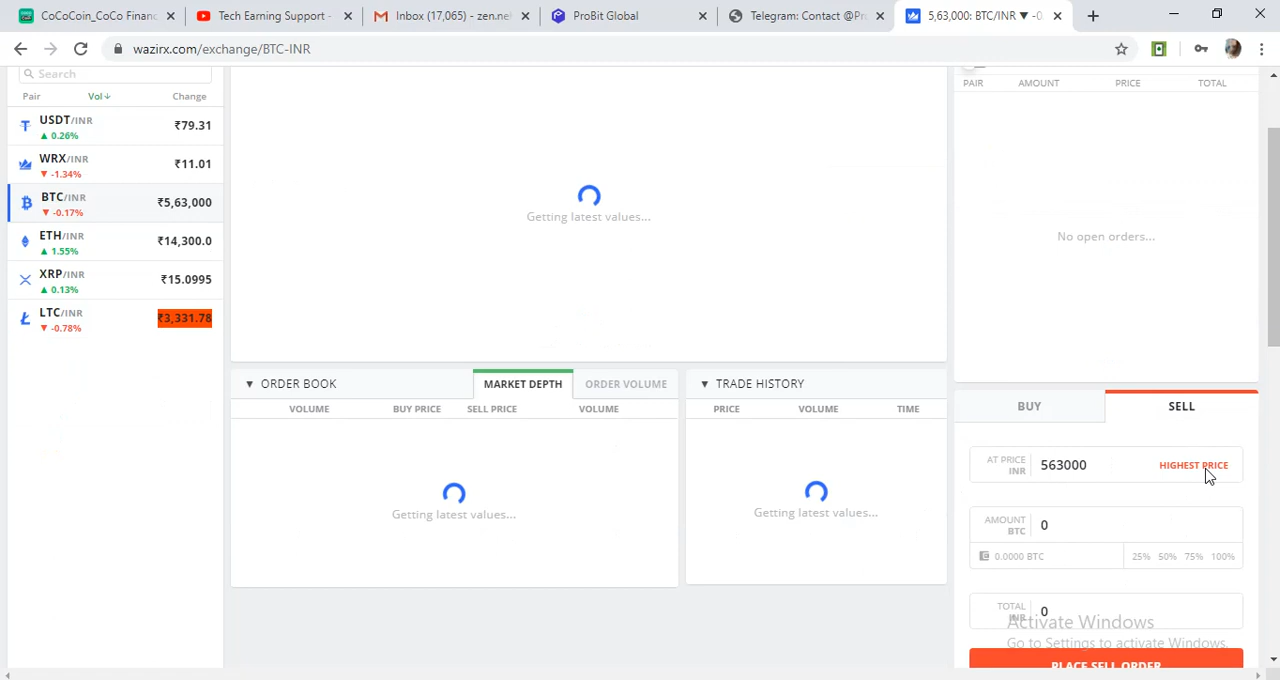 CoCoCoin_CoCo Financ
Tech Earning Support -
Inbox (17,065) - zen.net
ProBit Global
Telegram: Contact @Pr
5,63,000: BTC/INR ▼ -0.
wazirx.com/exchange/BTC-INR
Search
Pair Vol↓ Change
USDT/INR ₹79.31
▲ 0.26%
WRX/INR ₹11.01
▼ -1.34%
BTC/INR ₹5,63,000
▼ -0.17%
ETH/INR ₹14,300.0
▲ 1.55%
XRP/INR ₹15.0995
▲ 0.13%
LTC/INR ₹3,331.78
▼ -0.78%
Getting latest values...
▼ ORDER BOOK MARKET DEPTH ORDER VOLUME
VOLUME BUY PRICE SELL PRICE VOLUME
Getting latest values...
▼ TRADE HISTORY
PRICE VOLUME TIME
Getting latest values...
PAIR AMOUNT PRICE TOTAL
No open orders...
BUY SELL
AT PRICE
INR
563000 HIGHEST PRICE
AMOUNT
BTC
0
0.0000 BTC 25% 50% 75% 100%
TOTAL
INR
0
Activate Windows
Go to Settings to activate Windows.
PLACE SELL ORDER